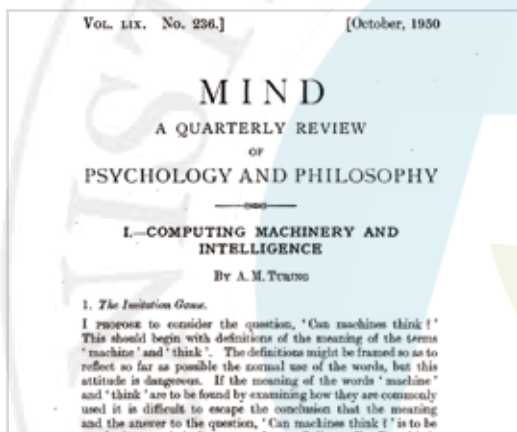 VOL. LIX. No. 236.] [October, 1950
MIND
A QUARTERLY REVIEW
OF
PSYCHOLOGY AND PHILOSOPHY
I.—COMPUTING MACHINERY AND
INTELLIGENCE
BY A. M. TURING
1. The Imitation Game.
I PROPOSE to consider the question, ‘Can machines think?’
This should begin with definitions of the meaning of the terms
‘machine’ and ‘think’. The definitions might be framed so as to
reflect so far as possible the normal use of the words, but this
attitude is dangerous. If the meaning of the words ‘machine’
and ‘think’ are to be found by examining how they are commonly
used it is difficult to escape the conclusion that the meaning
and the answer to the question, ‘Can machines think?’ is to be